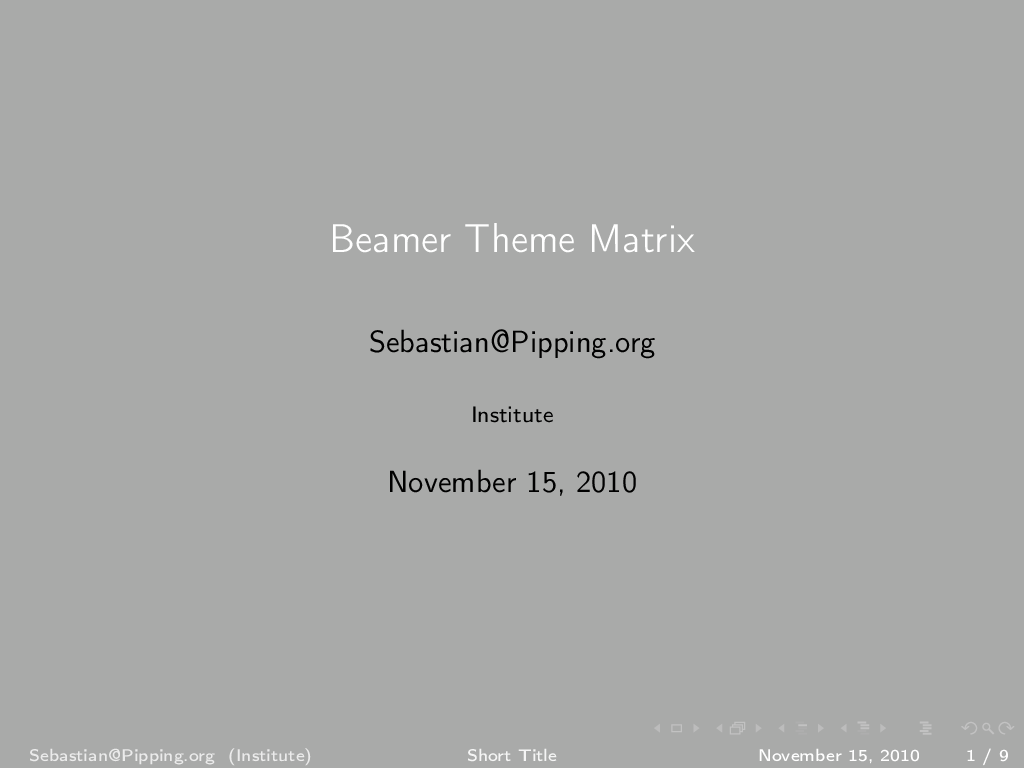 Beamer Theme Matrix
Sebastian@Pipping.org
Institute
November 15, 2010
Sebastian@Pipping.org (Institute) Short Title November 15, 2010 1 / 9